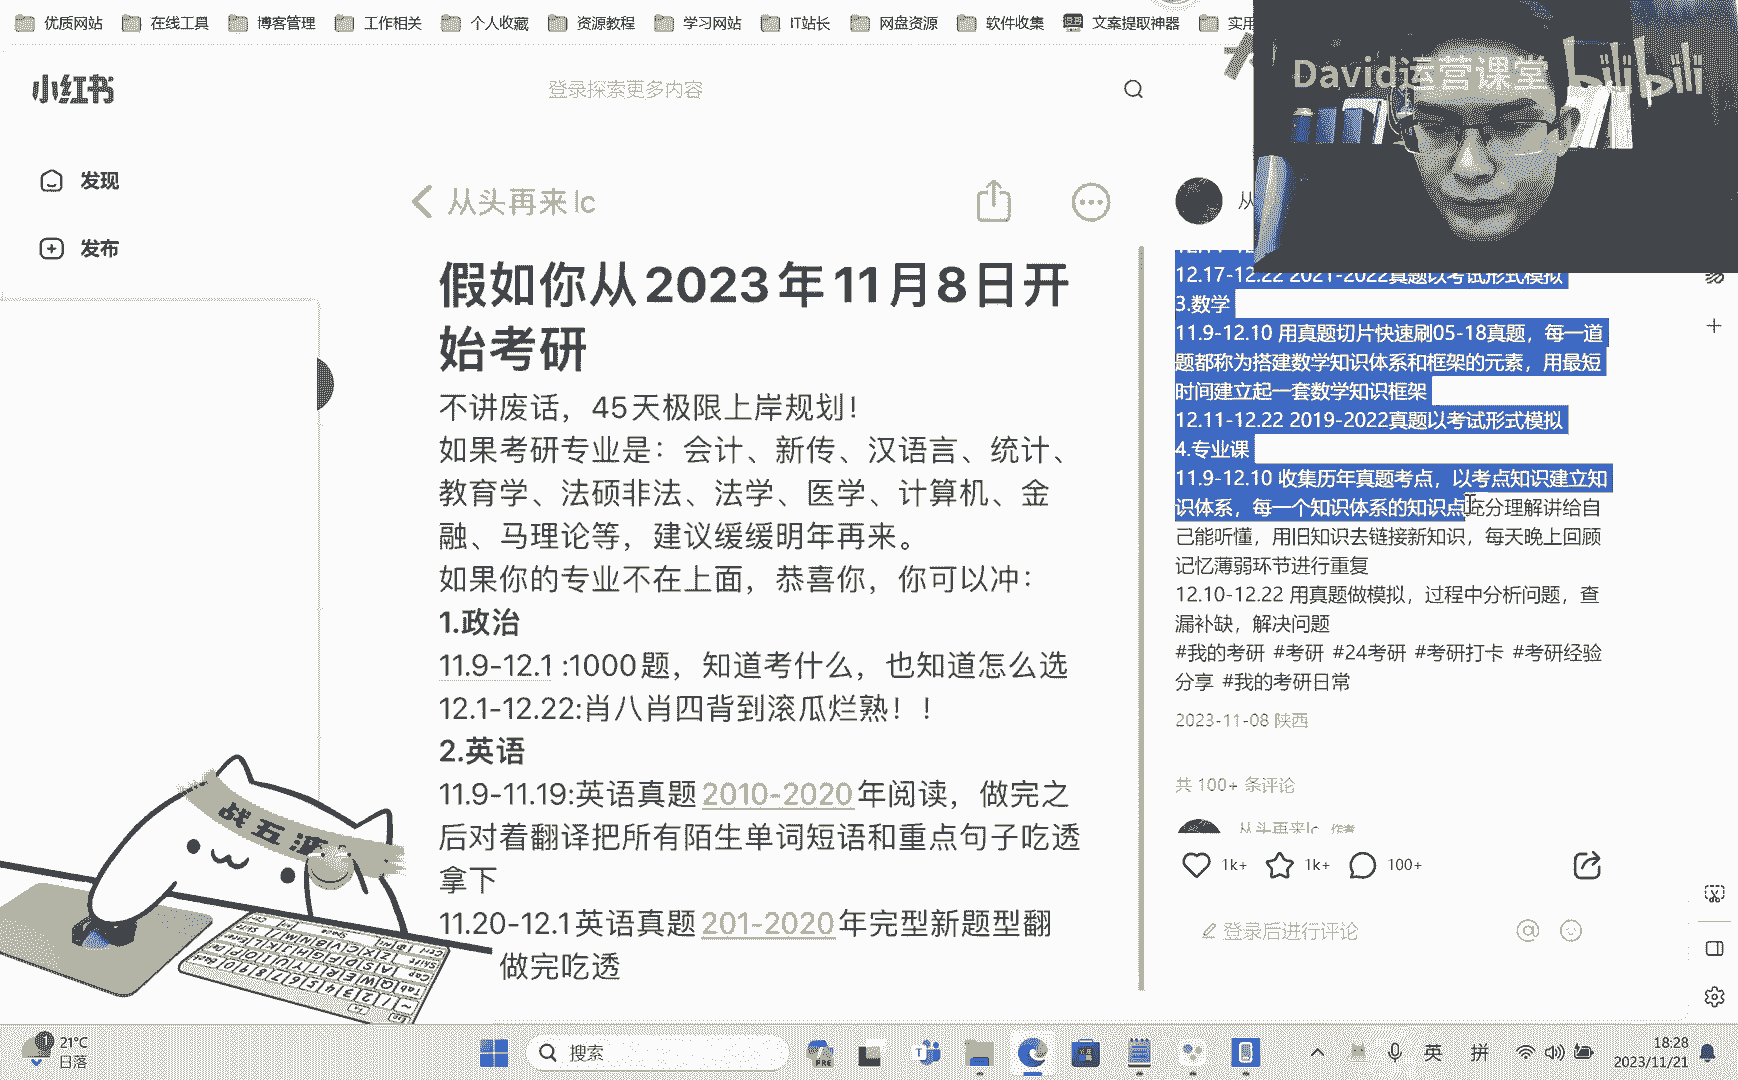 优质网站 在线工具 博客管理 工作相关 个人收藏 资源教程 学习网站 IT站长 网盘资源 软件收集 文案提取神器 实用
David运营课堂 bilibili
小红书
登录探索更多内容
发现
发布
从头再来lc
假如你从2023年11月8日开
始考研
不讲废话，45天极限上岸规划！
如果考研专业是：会计、新传、汉语言、统计、
教育学、法硕非法、法学、医学、计算机、金
融、马理论等，建议缓缓明年再来。
如果你的专业不在上面，恭喜你，你可以冲：
1.政治
11.9-12.1 :1000题，知道考什么，也知道怎么选
12.1-12.22:肖八肖四背到滚瓜烂熟！！
2.英语
11.9-11.19:英语真题2010-2020年阅读，做完之
后对着翻译把所有陌生单词短语和重点句子吃透
拿下
11.20-12.1英语真题201-2020年完型新题型翻
做完吃透
从
12.17-12.22 2021-2022真题以考试形式模拟
3.数学
11.9-12.10 用真题切片快速刷05-18真题，每一道
题都称为搭建数学知识体系和框架的元素，用最短
时间建立起一套数学知识框架
12.11-12.22 2019-2022真题以考试形式模拟
4.专业课
11.9-12.10 收集历年真题考点，以考点知识建立知
识体系，每一个知识体系的知识点充分理解讲给自
己能听懂，用旧知识去链接新知识，每天晚上回顾
记忆薄弱环节进行重复
12.10-12.22 用真题做模拟，过程中分析问题，查
漏补缺，解决问题
#我的考研 #考研 #24考研 #考研打卡 #考研经验
分享 #我的考研日常
2023-11-08 陕西
共 100+ 条评论
从头再来lc 作者
1k+ 1k+ 100+
登录后进行评论
21°C
日落
搜索
英 拼
18:28
2023/11/21